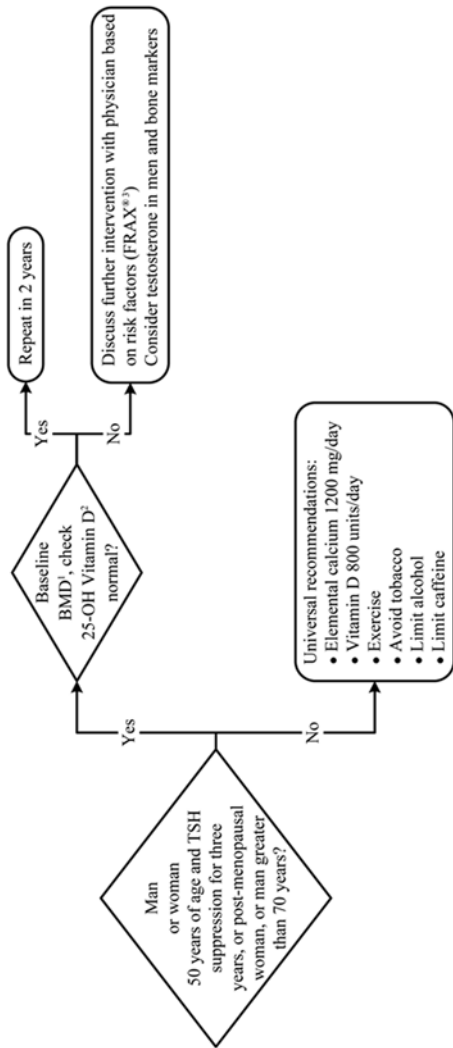 Man
or woman
50 years of age and TSH
suppression for three
years, or post-menopausal
woman, or man greater
than 70 years?
Yes
No
Baseline
BMD¹, check
25-OH Vitamin D²
normal?
Yes
No
Repeat in 2 years
Discuss further intervention with physician based
on risk factors (FRAX®³)
Consider testosterone in men and bone markers
Universal recommendations:
• Elemental calcium 1200 mg/day
• Vitamin D 800 units/day
• Exercise
• Avoid tobacco
• Limit alcohol
• Limit caffeine